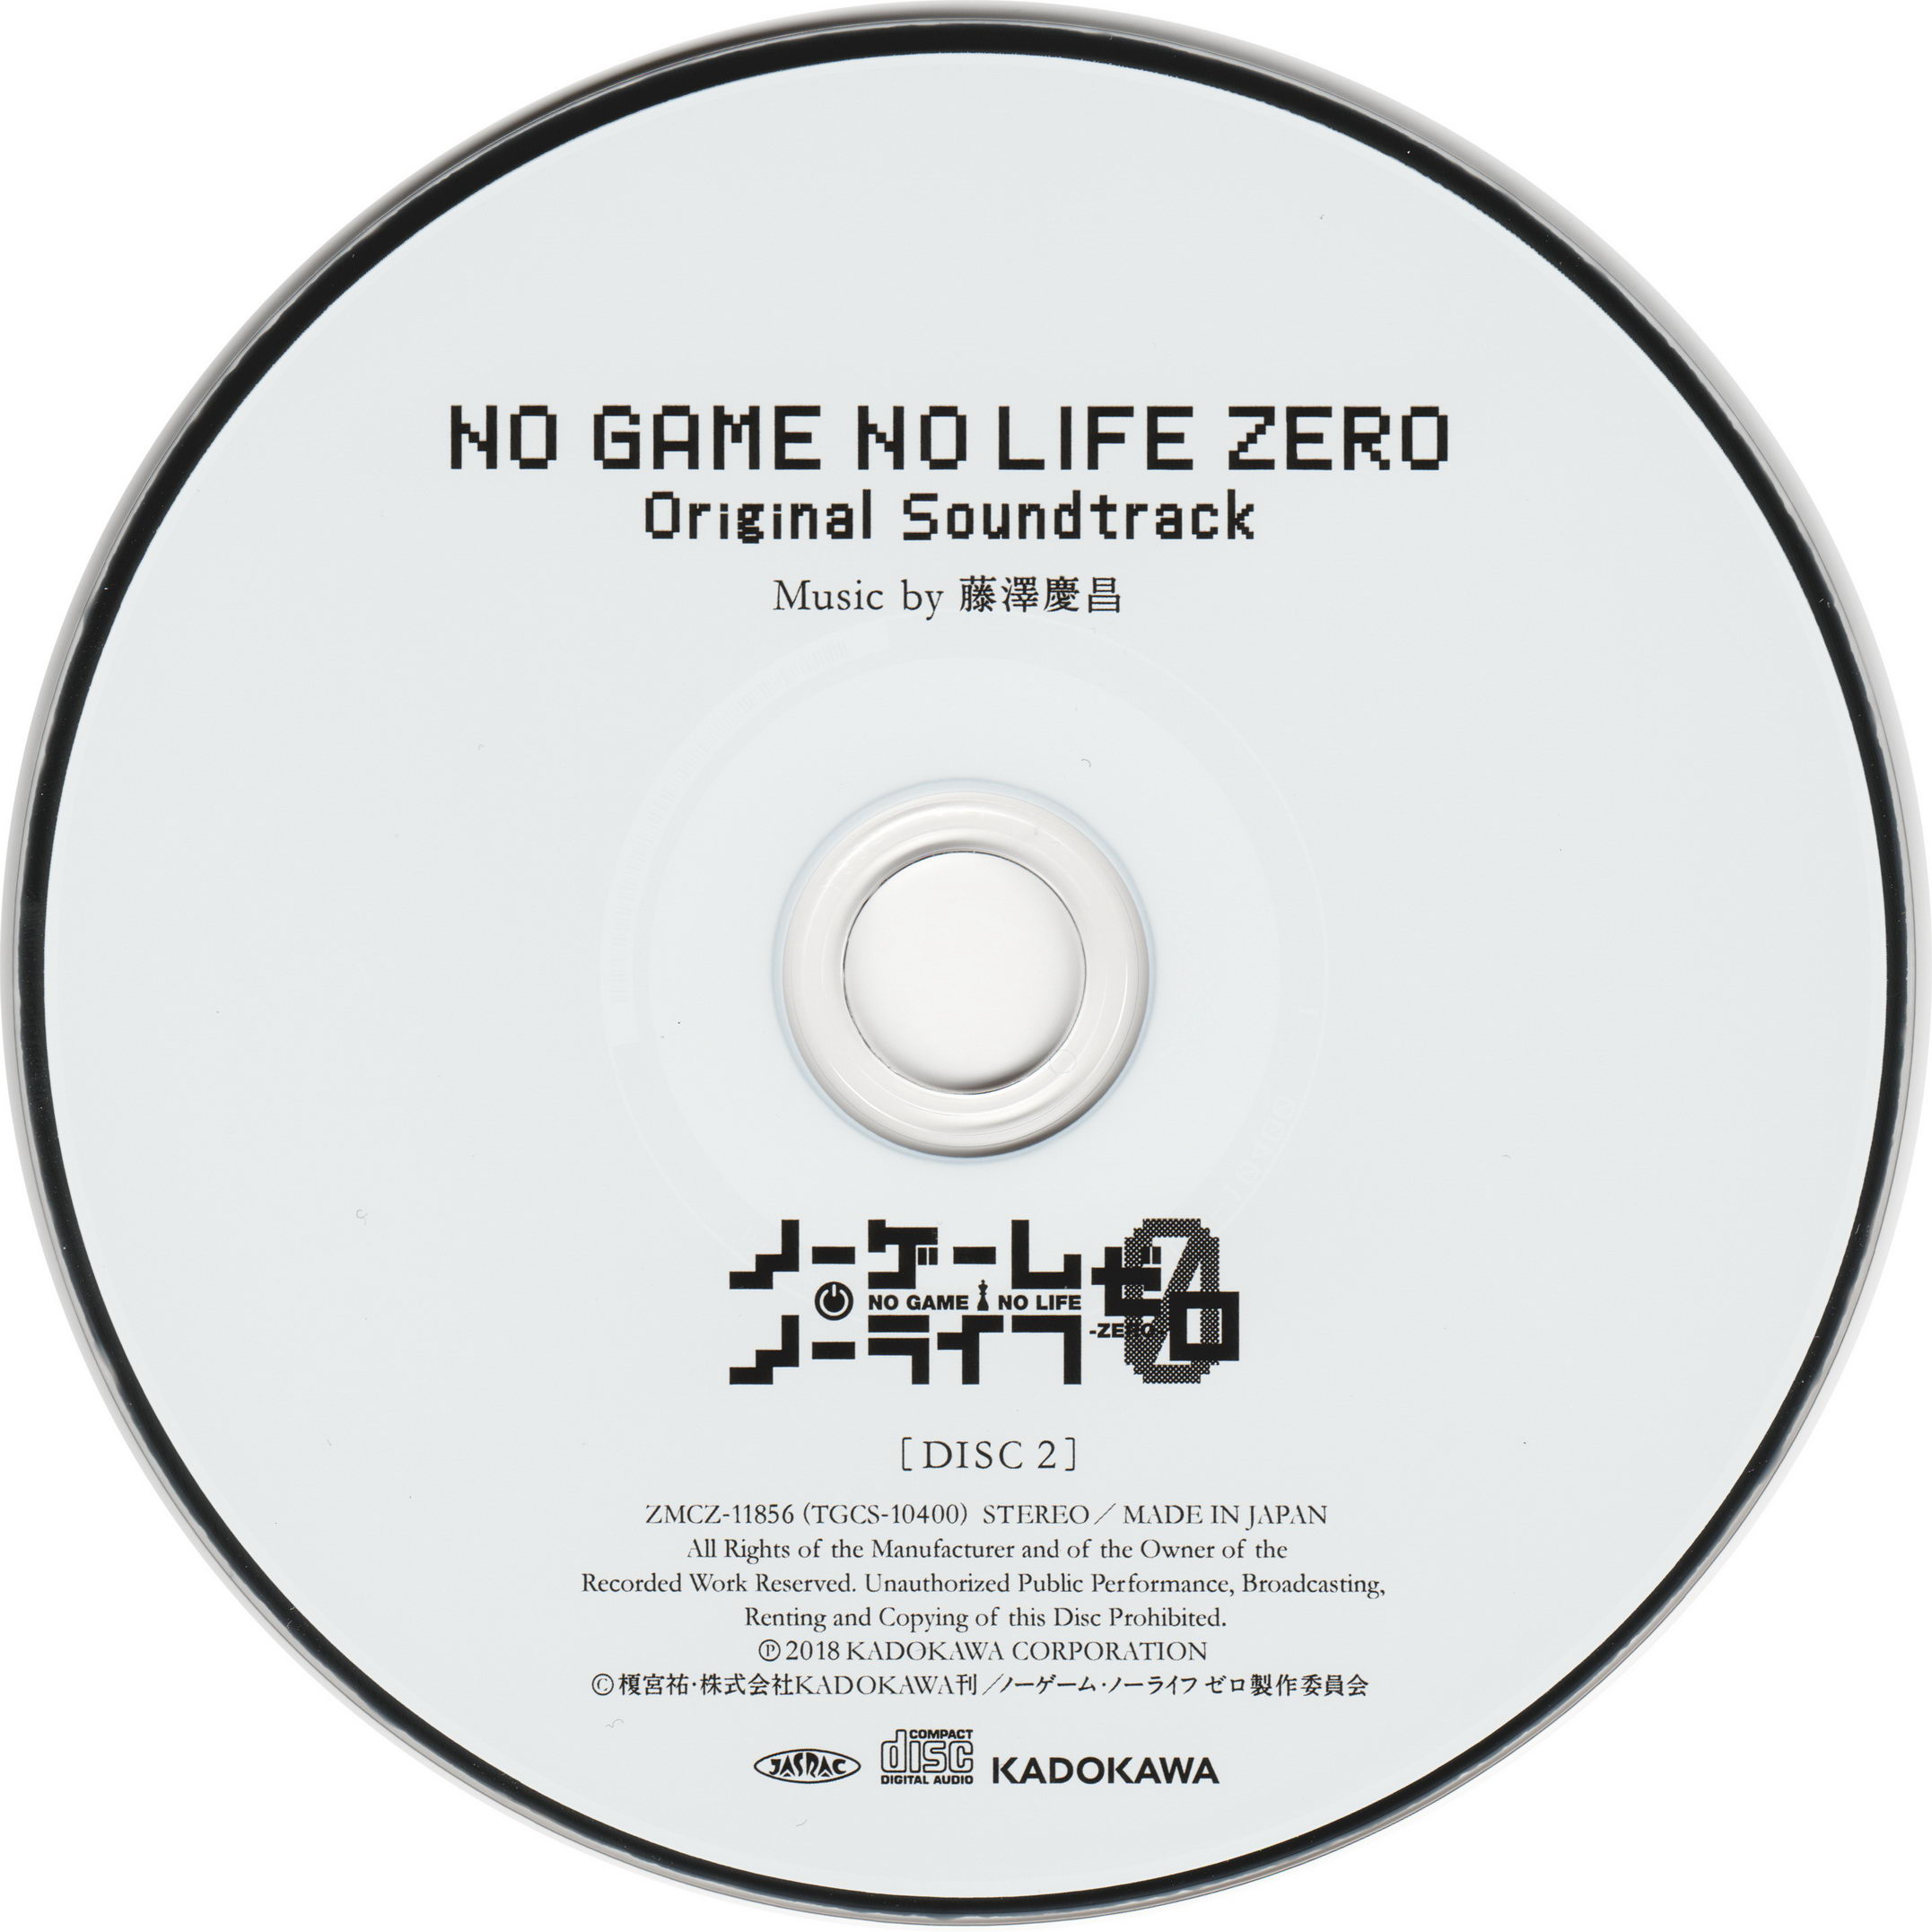 NO GAME NO LIFE ZERO
Original Soundtrack
Music by 藤澤慶昌
ノーゲーム
NO GAME NO LIFE
ノーライフ
ゼロ
-ZERO-
[DISC 2]
ZMCZ-11856 (TGCS-10400) STEREO／MADE IN JAPAN
All Rights of the Manufacturer and of the Owner of the
Recorded Work Reserved. Unauthorized Public Performance, Broadcasting,
Renting and Copying of this Disc Prohibited.
Ⓟ2018 KADOKAWA CORPORATION
©榎宮祐・株式会社KADOKAWA刊／ノーゲーム・ノーライフ ゼロ製作委員会
JASRAC
COMPACT disc DIGITAL AUDIO
KADOKAWA